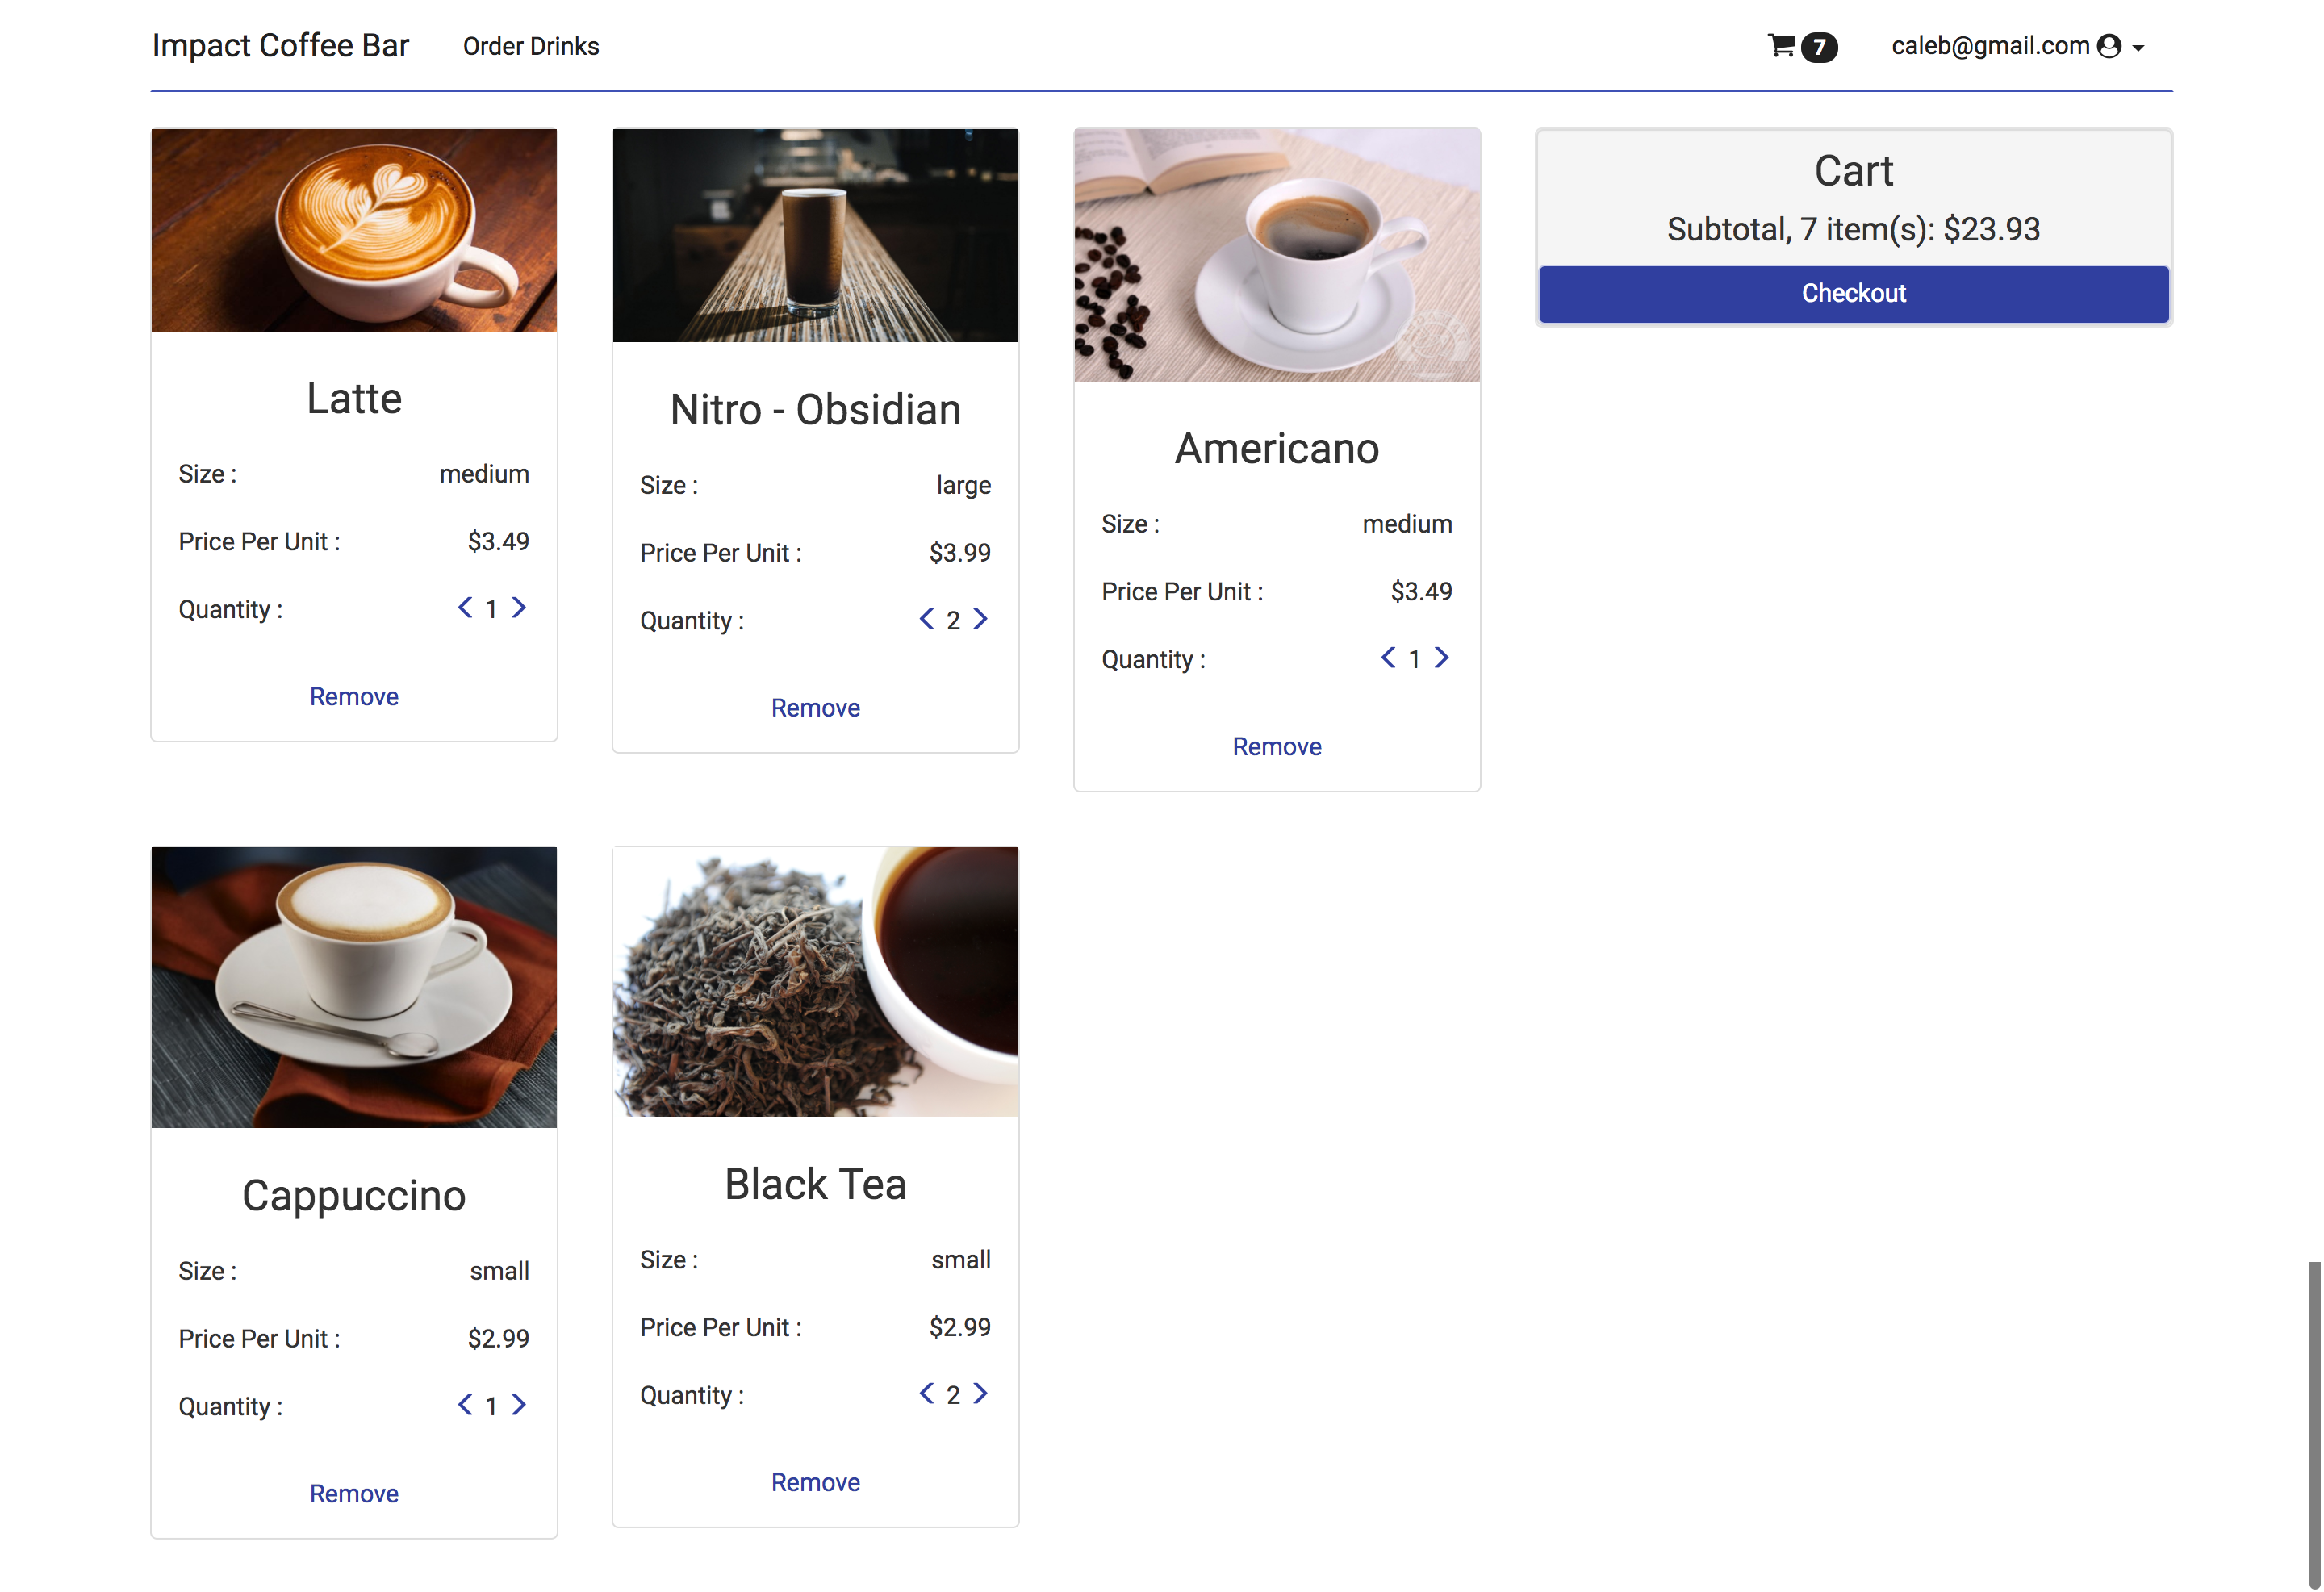 Impact Coffee Bar Order Drinks 7 caleb@gmail.com
Latte
Size : medium
Price Per Unit : $3.49
Quantity : 1
Remove
Nitro - Obsidian
Size : large
Price Per Unit : $3.99
Quantity : 2
Remove
Americano
Size : medium
Price Per Unit : $3.49
Quantity : 1
Remove
Cart
Subtotal, 7 item(s): $23.93
Checkout
Cappuccino
Size : small
Price Per Unit : $2.99
Quantity : 1
Remove
Black Tea
Size : small
Price Per Unit : $2.99
Quantity : 2
Remove